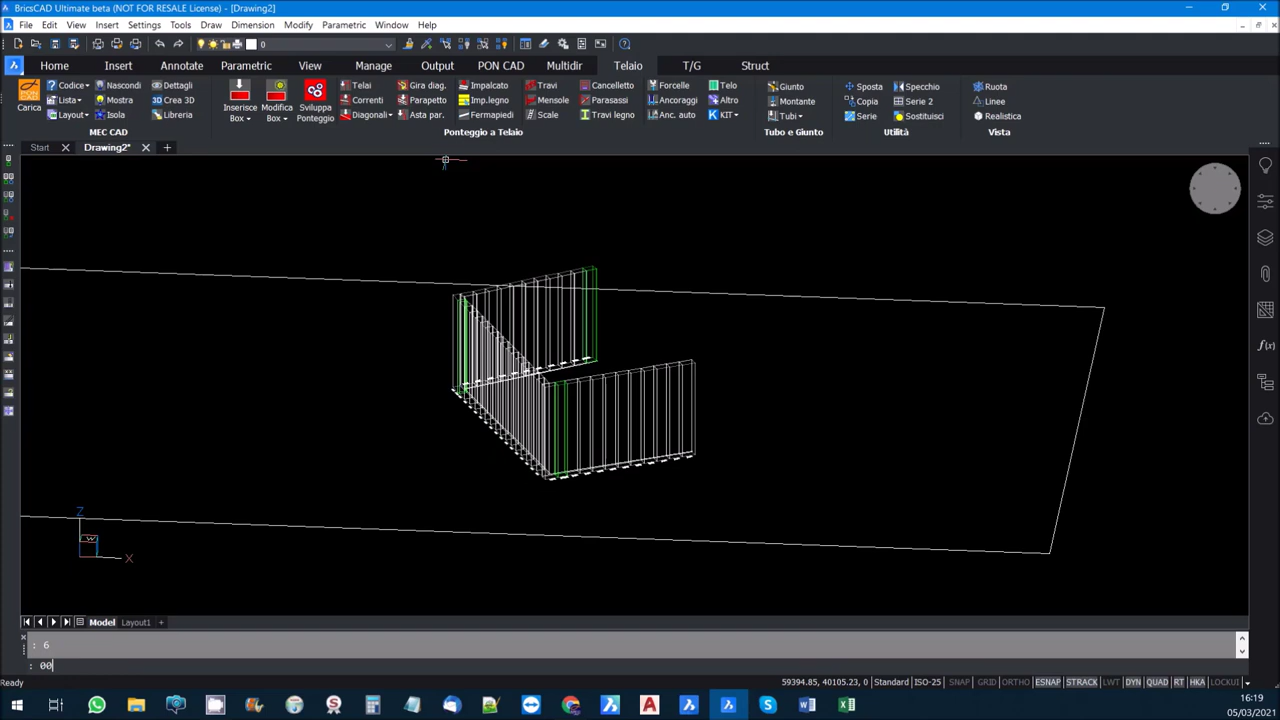 BricsCAD Ultimate beta (NOT FOR RESALE License) - [Drawing2]
File Edit View Insert Settings Tools Draw Dimension Modify Parametric Window Help
0
Home Insert Annotate Parametric View Manage Output PON CAD Multidir Telaio T/G Struct
Carica
Codice Nascondi Dettagli
Lista Mostra Crea 3D
Layout Isola Libreria
MEC CAD
Inserisce Box
Modifica Box
Sviluppa Ponteggio
Telai Gira diag. Impalcato Travi Cancelletto Forcelle Telo
Correnti Parapetto Imp.legno Mensole Parasassi Ancoraggi Altro
Diagonali Asta par. Fermapiedi Scale Travi legno Anc. auto KIT
Ponteggio a Telaio
Giunto
Montante
Tubi
Tubo e Giunto
Sposta Specchio
Copia Serie 2
Serie Sostituisci
Utilità
Ruota
Linee
Realistica
Vista
Start Drawing2*
Z
W
X
Model Layout1
: 6
: 00
Ready 59394.85, 40105.23, 0 Standard ISO-25 SNAP GRID ORTHO ESNAP STRACK LWT DYN QUAD RT HKA LOCKUI
16:19
05/03/2021